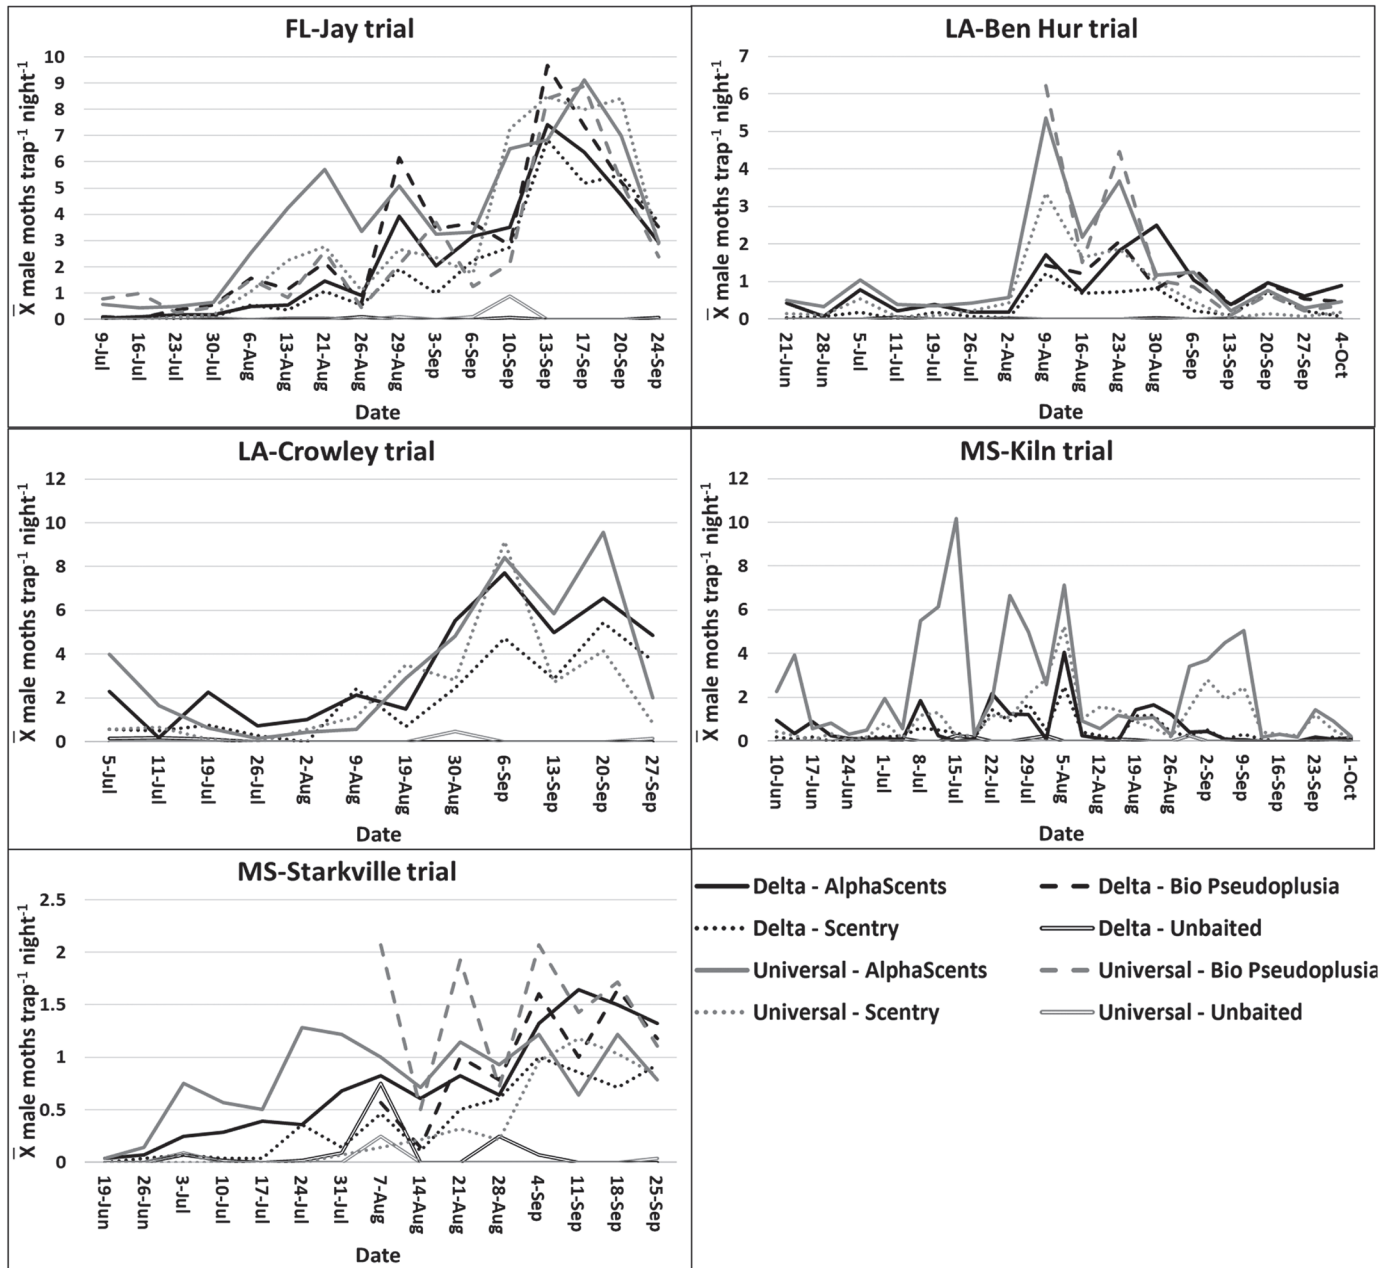 FL-Jay trial
X̅ male moths trap⁻¹ night⁻¹
10
9
8
7
6
5
4
3
2
1
0
9-Jul
16-Jul
23-Jul
30-Jul
6-Aug
13-Aug
21-Aug
26-Aug
29-Aug
3-Sep
6-Sep
10-Sep
13-Sep
17-Sep
20-Sep
24-Sep
Date
LA-Ben Hur trial
X̅ male moths trap⁻¹ night⁻¹
7
6
5
4
3
2
1
0
21-Jun
28-Jun
5-Jul
11-Jul
19-Jul
26-Jul
2-Aug
9-Aug
16-Aug
23-Aug
30-Aug
6-Sep
13-Sep
20-Sep
27-Sep
4-Oct
Date
LA-Crowley trial
X̅ male moths trap⁻¹ night⁻¹
12
10
8
6
4
2
0
5-Jul
11-Jul
19-Jul
26-Jul
2-Aug
9-Aug
19-Aug
30-Aug
6-Sep
13-Sep
20-Sep
27-Sep
Date
MS-Kiln trial
X̅ male moths trap⁻¹ night⁻¹
12
10
8
6
4
2
0
10-Jun
17-Jun
24-Jun
1-Jul
8-Jul
15-Jul
22-Jul
29-Jul
5-Aug
12-Aug
19-Aug
26-Aug
2-Sep
9-Sep
16-Sep
23-Sep
1-Oct
Date
MS-Starkville trial
X̅ male moths trap⁻¹ night⁻¹
2.5
2
1.5
1
0.5
0
19-Jun
26-Jun
3-Jul
10-Jul
17-Jul
24-Jul
31-Jul
7-Aug
14-Aug
21-Aug
28-Aug
4-Sep
11-Sep
18-Sep
25-Sep
Date
Delta - AlphaScents
Delta - Bio Pseudoplusia
Delta - Scentry
Delta - Unbaited
Universal - AlphaScents
Universal - Bio Pseudoplusia
Universal - Scentry
Universal - Unbaited